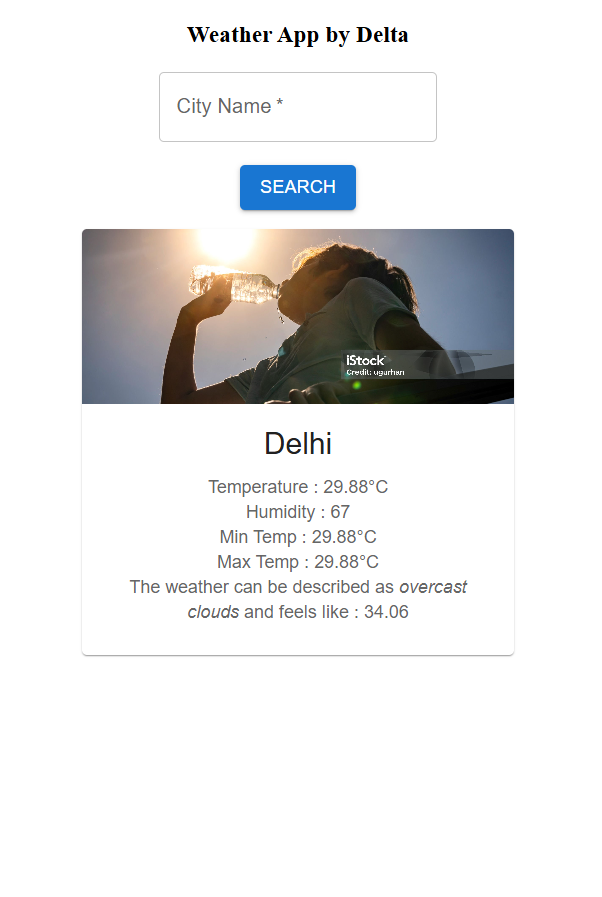 Weather App by Delta
City Name *
SEARCH
iStock
Credit: ugurhan
Delhi
Temperature : 29.88°C
Humidity : 67
Min Temp : 29.88°C
Max Temp : 29.88°C
The weather can be described as overcast
clouds and feels like : 34.06